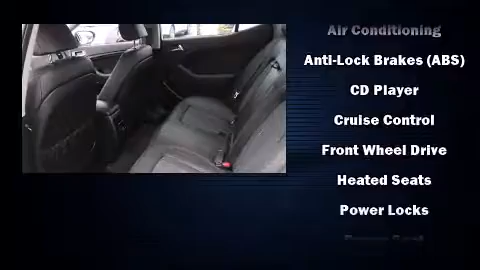 Air Conditioning
Anti-Lock Brakes (ABS)
CD Player
Cruise Control
Front Wheel Drive
Heated Seats
Power Locks